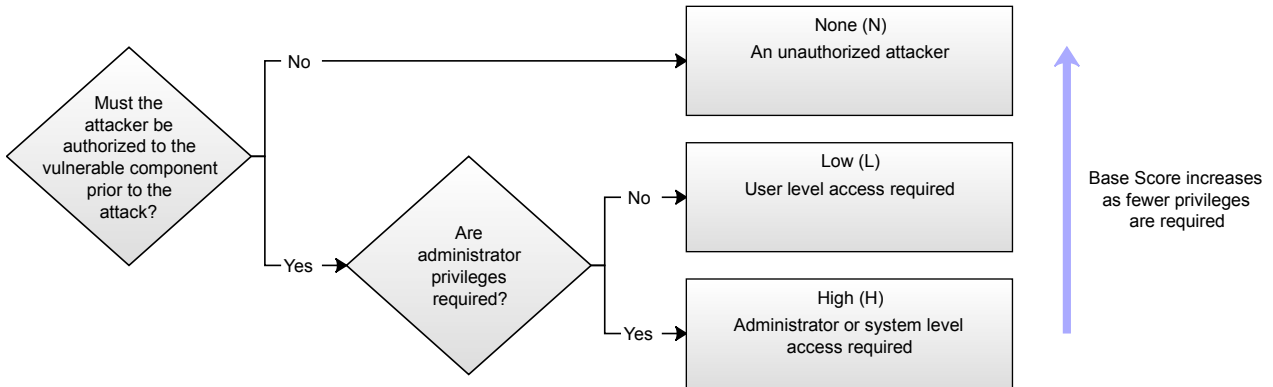 Must the
attacker be
authorized to the
vulnerable component
prior to the
attack?
No
None (N)
An unauthorized attacker
Yes
Are
administrator
privileges
required?
No
Low (L)
User level access required
Yes
High (H)
Administrator or system level
access required
Base Score increases
as fewer privileges
are required